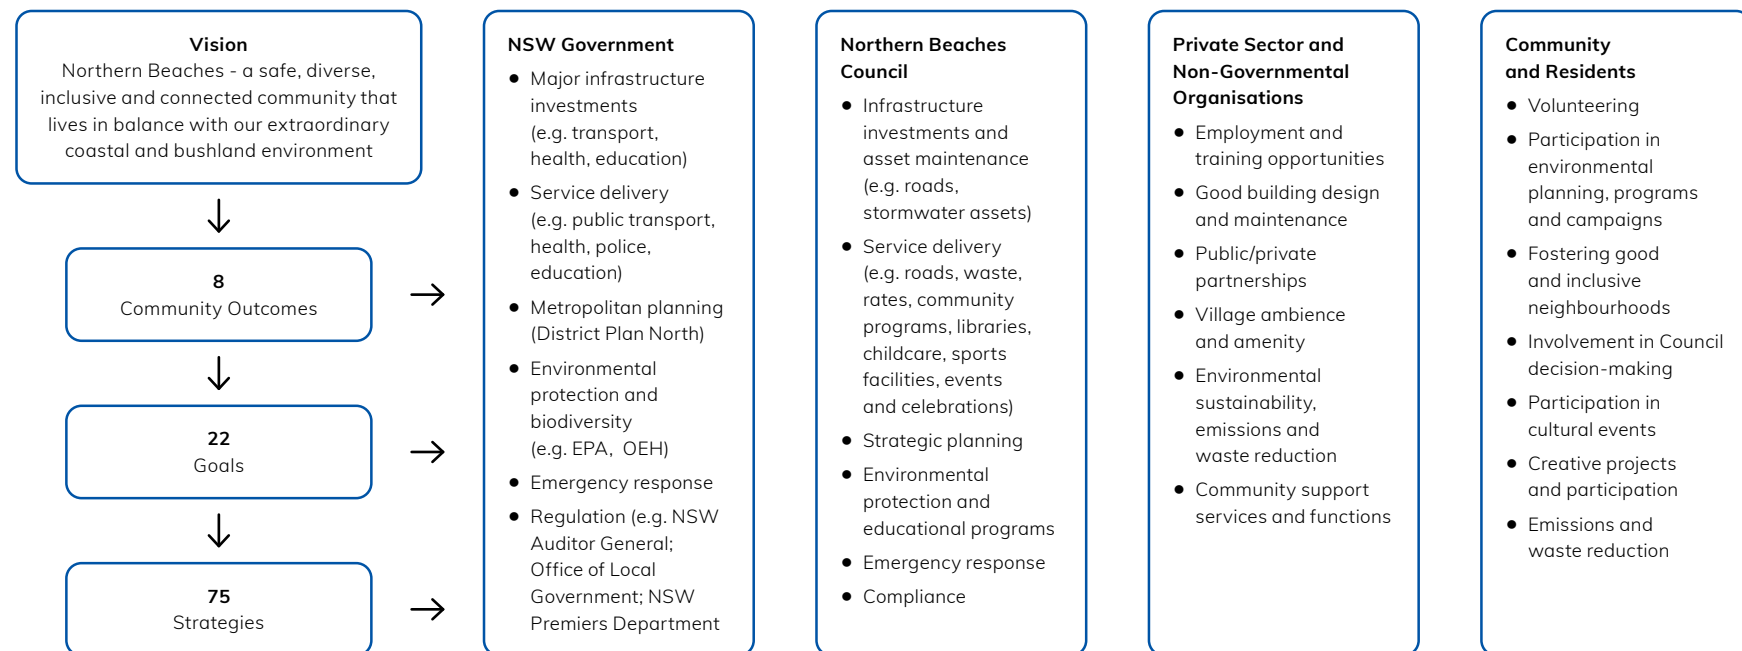 Vision
Northern Beaches - a safe, diverse,
inclusive and connected community that
lives in balance with our extraordinary
coastal and bushland environment
8
Community Outcomes
22
Goals
75
Strategies
NSW Government
● Major infrastructure
investments
(e.g. transport,
health, education)
● Service delivery
(e.g. public transport,
health, police,
education)
● Metropolitan planning
(District Plan North)
● Environmental
protection and
biodiversity
(e.g. EPA, OEH)
● Emergency response
● Regulation (e.g. NSW
Auditor General;
Office of Local
Government; NSW
Premiers Department
Northern Beaches
Council
● Infrastructure
investments and
asset maintenance
(e.g. roads,
stormwater assets)
● Service delivery
(e.g. roads, waste,
rates, community
programs, libraries,
childcare, sports
facilities, events
and celebrations)
● Strategic planning
● Environmental
protection and
educational programs
● Emergency response
● Compliance
Private Sector and
Non-Governmental
Organisations
● Employment and
training opportunities
● Good building design
and maintenance
● Public/private
partnerships
● Village ambience
and amenity
● Environmental
sustainability,
emissions and
waste reduction
● Community support
services and functions
Community
and Residents
● Volunteering
● Participation in
environmental
planning, programs
and campaigns
● Fostering good
and inclusive
neighbourhoods
● Involvement in Council
decision-making
● Participation in
cultural events
● Creative projects
and participation
● Emissions and
waste reduction